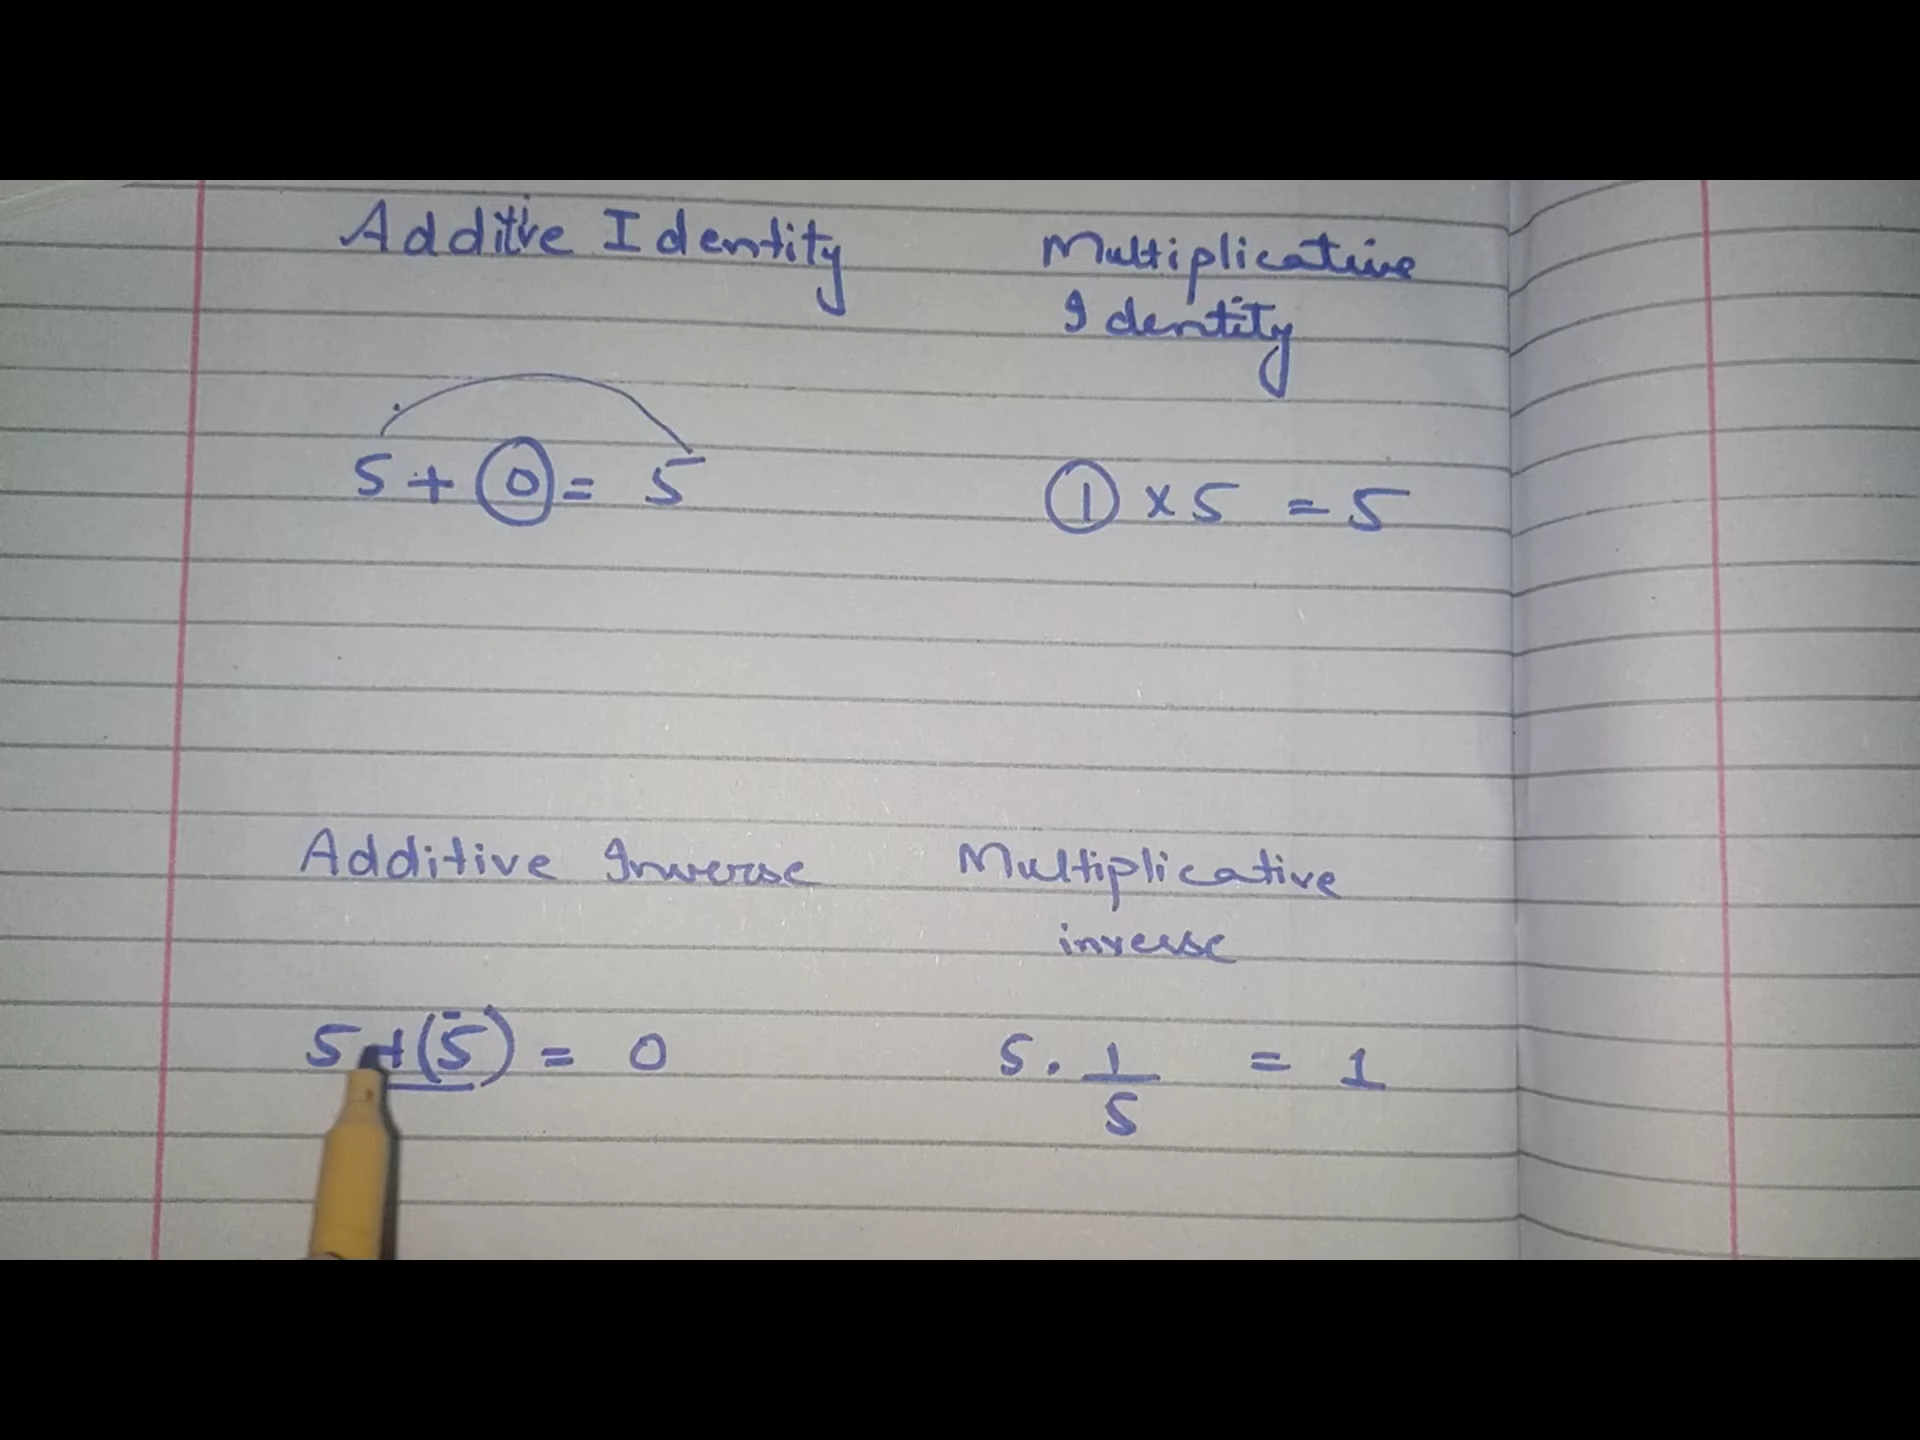 Additive Identity
Multiplicative
Identity
5 + 0 = 5
1 × 5 = 5
Additive Inverse
Multiplicative
inverse
5 + (-5) = 0
5 . 1/5 = 1